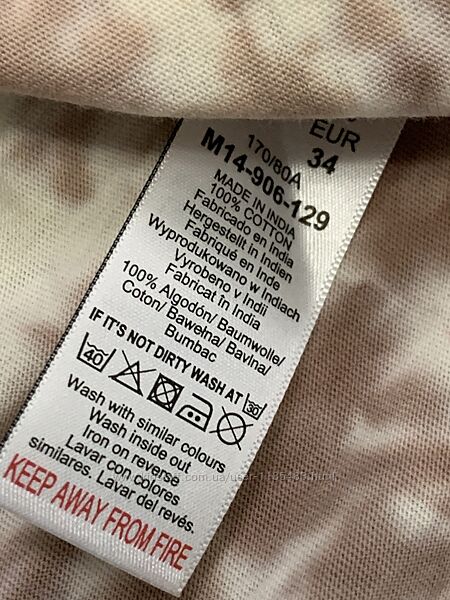 EUR
34
170/80A
M14-906-129
MADE IN INDIA
100% COTTON
Fabricado en India
Hergestellt in Indien
Fabriqué en Inde
Wyprodukowano w Indiach
Vyrobeno v Indii
Fabricat în India
100% Algodón/ Baumwolle/
Coton/ Bawełna/ Bavlna/
Bumbac
IF IT'S NOT DIRTY WASH AT 30
40
Wash with similar colours
Wash inside out
Iron on reverse
Lavar con colores
similares. Lavar del revés.
KEEP AWAY FROM FIRE